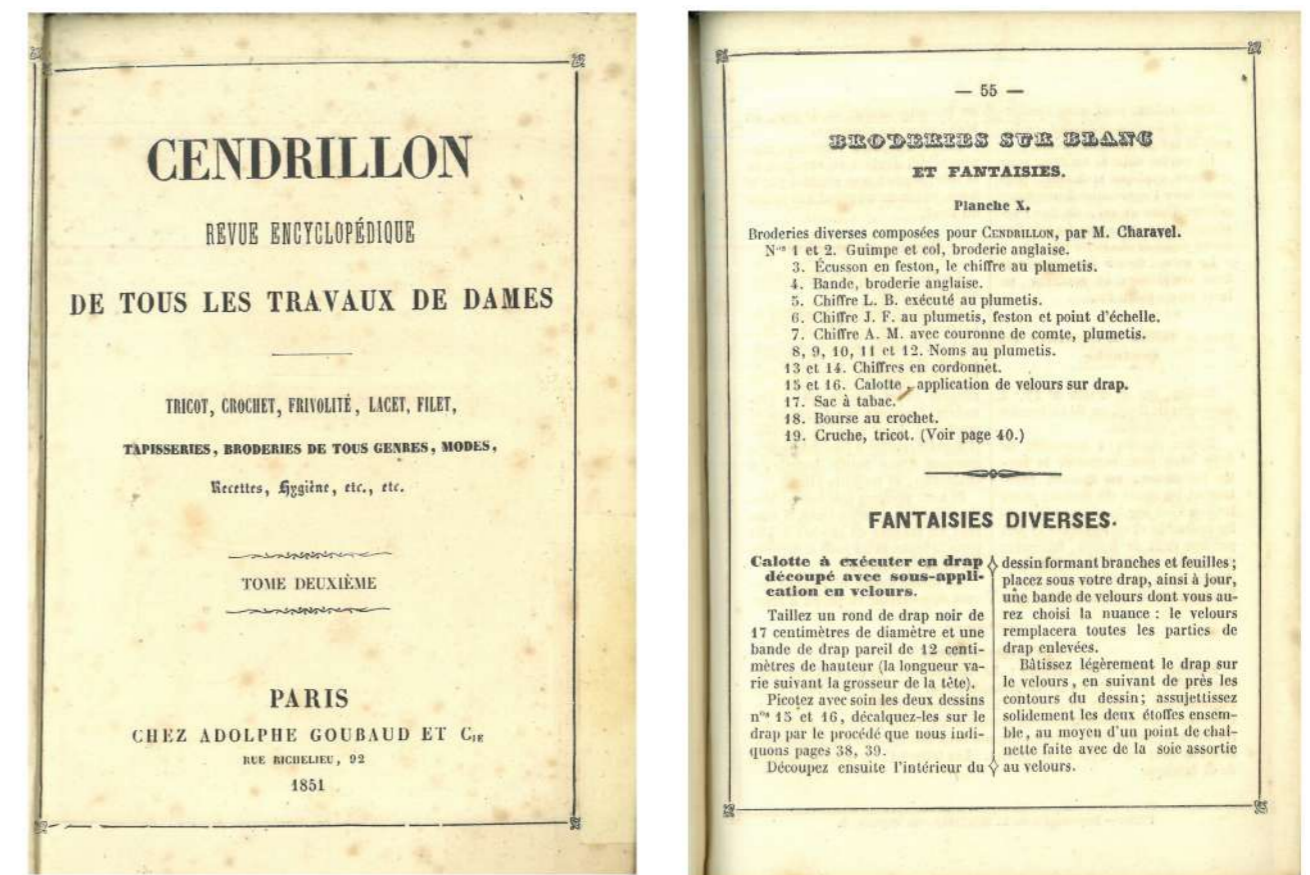 CENDRILLON
REVUE ENCYCLOPÉDIQUE
DE TOUS LES TRAVAUX DE DAMES
TRICOT, CROCHET, FRIVOLITÉ, LACET, FILET,
TAPISSERIES, BRODERIES DE TOUS GENRES, MODES,
Recettes, Hygiène, etc., etc.
TOME DEUXIÈME
PARIS
CHEZ ADOLPHE GOUBAUD ET CIE
RUE RICHELIEU, 92
1851
— 55 —
BRODERIES SUR BLANC
ET FANTAISIES.
Planche X.
Broderies diverses composées pour CENDRILLON, par M. Charavel.
Nos 1 et 2. Guimpe et col, broderie anglaise.
3. Écusson en feston, le chiffre au plumetis.
4. Bande, broderie anglaise.
5. Chiffre L. B. exécuté au plumetis.
6. Chiffre J. F. au plumetis, feston et point d'échelle.
7. Chiffre A. M. avec couronne de comte, plumetis.
8, 9, 10, 11 et 12. Noms au plumetis.
13 et 14. Chiffres en cordonnet.
15 et 16. Calotte, application de velours sur drap.
17. Sac à tabac.
18. Bourse au crochet.
19. Cruche, tricot. (Voir page 40.)
FANTAISIES DIVERSES.
Calotte à exécuter en drap
découpé avec sous-appli-
cation en velours.
Taillez un rond de drap noir de
17 centimètres de diamètre et une
bande de drap pareil de 12 centi-
mètres de hauteur (la longueur va-
rie suivant la grosseur de la tête).
Picotez avec soin les deux dessins
nos 15 et 16, décalquez-les sur le
drap par le procédé que nous indi-
quons pages 38, 39.
Découpez ensuite l'intérieur du
dessin formant branches et feuilles;
placez sous votre drap, ainsi à jour,
une bande de velours dont vous au-
rez choisi la nuance : le velours
remplacera toutes les parties de
drap enlevées.
Bâtissez légèrement le drap sur
le velours, en suivant de près les
contours du dessin; assujettissez
solidement les deux étoffes ensem-
ble, au moyen d'un point de chaî-
nette faite avec de la soie assortie
au velours.